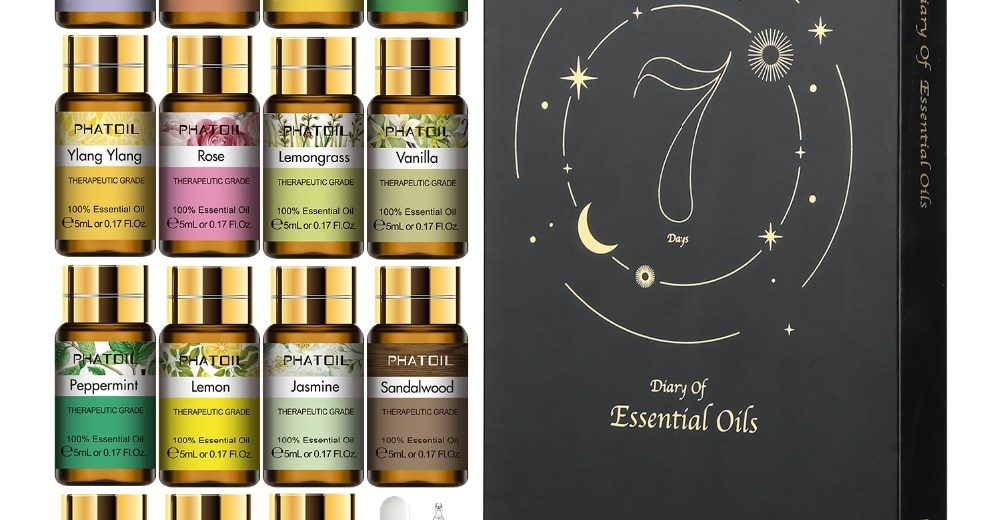 PHATOIL
Ylang Ylang
THERAPEUTIC GRADE
100% Essential Oil
℮5mL or 0.17 Fl.Oz.
PHATOIL
Rose
THERAPEUTIC GRADE
100% Essential Oil
℮5mL or 0.17 Fl.Oz.
PHATOIL
Lemongrass
THERAPEUTIC GRADE
100% Essential Oil
℮5mL or 0.17 Fl.Oz.
PHATOIL
Vanilla
THERAPEUTIC GRADE
100% Essential Oil
℮5mL or 0.17 Fl.Oz.
PHATOIL
Peppermint
THERAPEUTIC GRADE
100% Essential Oil
℮5mL or 0.17 Fl.Oz.
PHATOIL
Lemon
THERAPEUTIC GRADE
100% Essential Oil
℮5mL or 0.17 Fl.Oz.
PHATOIL
Jasmine
THERAPEUTIC GRADE
100% Essential Oil
℮5mL or 0.17 Fl.Oz.
PHATOIL
Sandalwood
THERAPEUTIC GRADE
100% Essential Oil
℮5mL or 0.17 Fl.Oz.
7
Days
Diary Of
Essential Oils
Diary Of Essential Oils